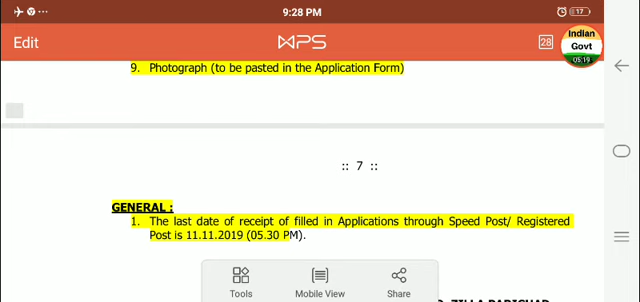 9:28 PM
17
Edit
WPS
28
Indian
Govt
05:19
9. Photograph (to be pasted in the Application Form)
:: 7 ::
GENERAL :
1. The last date of receipt of filled in Applications through Speed Post/ Registered
Post is 11.11.2019 (05.30 PM).
Tools
Mobile View
Share
ZILLA PARISHAD